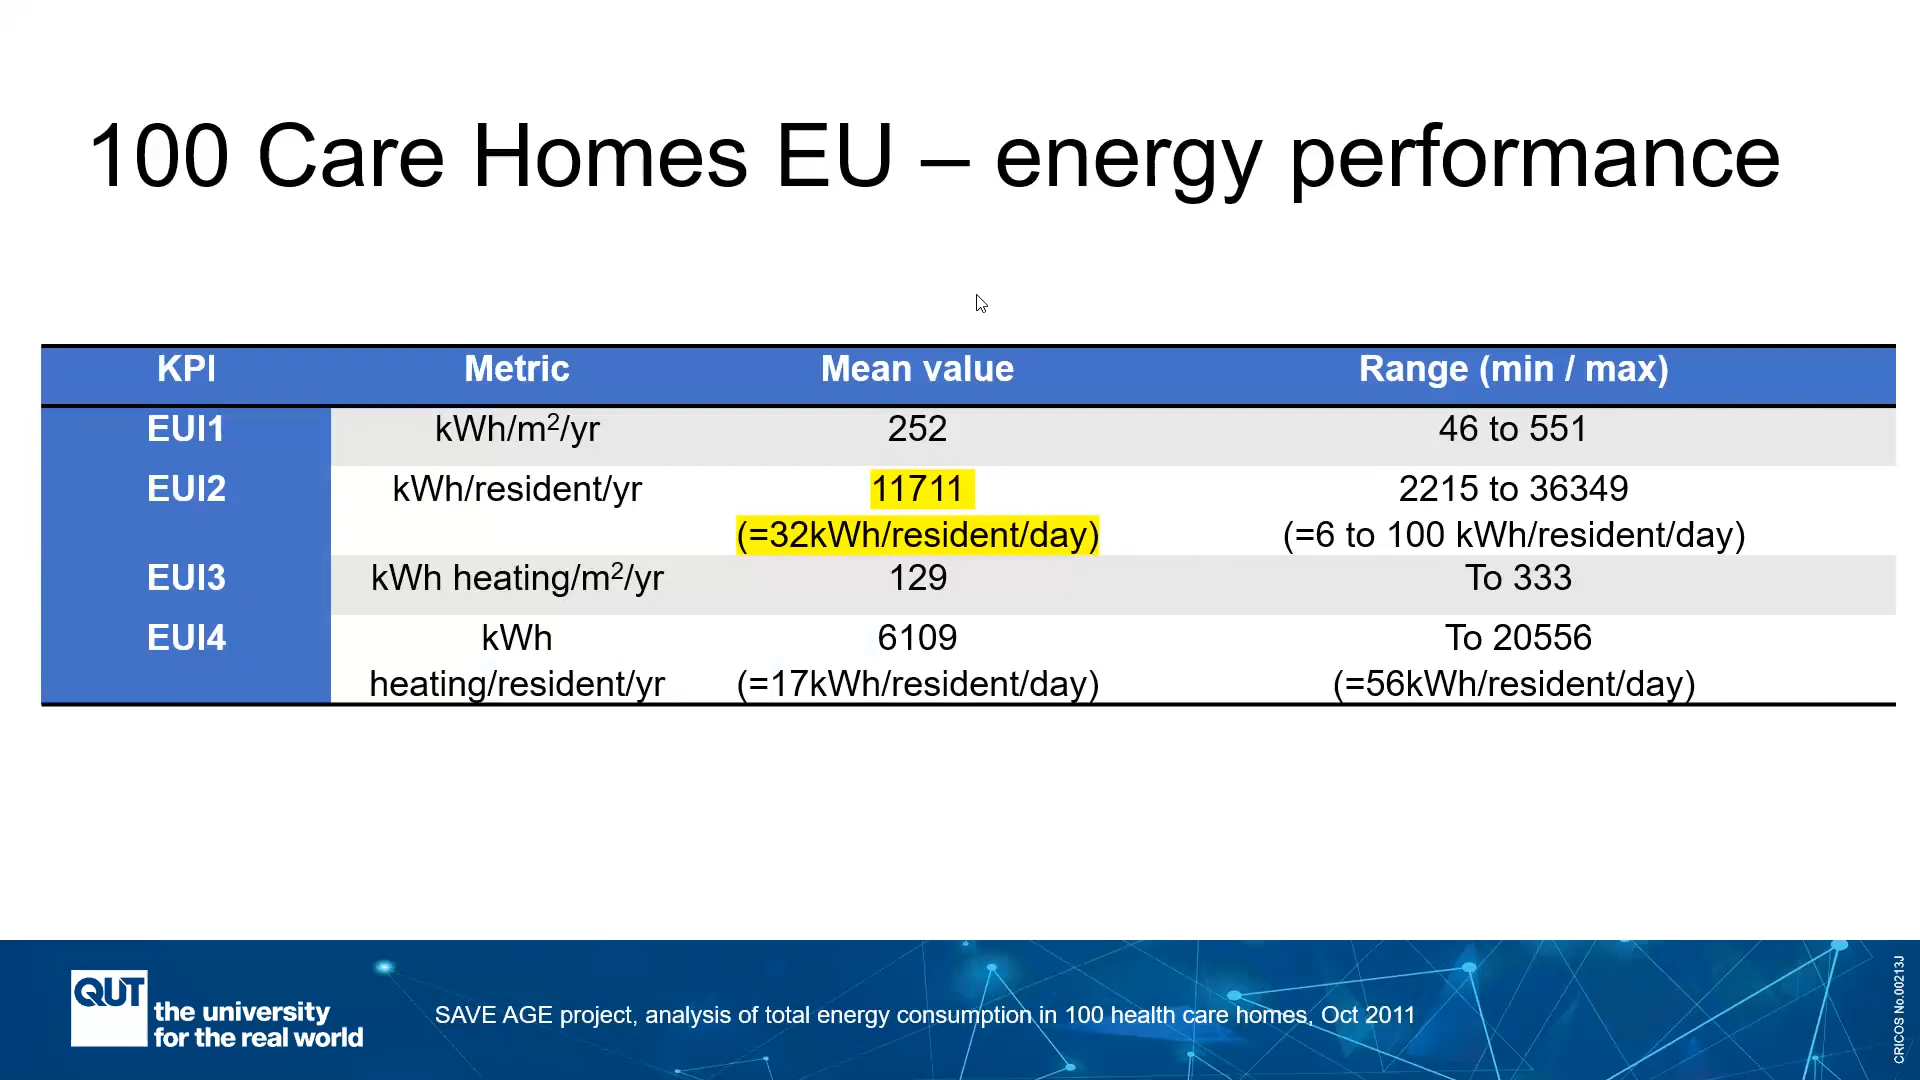 100 Care Homes EU – energy performance
KPI Metric Mean value Range (min / max)
EUI1 kWh/m²/yr 252 46 to 551
EUI2 kWh/resident/yr 11711 2215 to 36349
(=32kWh/resident/day) (=6 to 100 kWh/resident/day)
EUI3 kWh heating/m²/yr 129 To 333
EUI4 kWh 6109 To 20556
heating/resident/yr (=17kWh/resident/day) (=56kWh/resident/day)
QUT
the university
for the real world
SAVE AGE project, analysis of total energy consumption in 100 health care homes, Oct 2011
CRICOS No.00213J